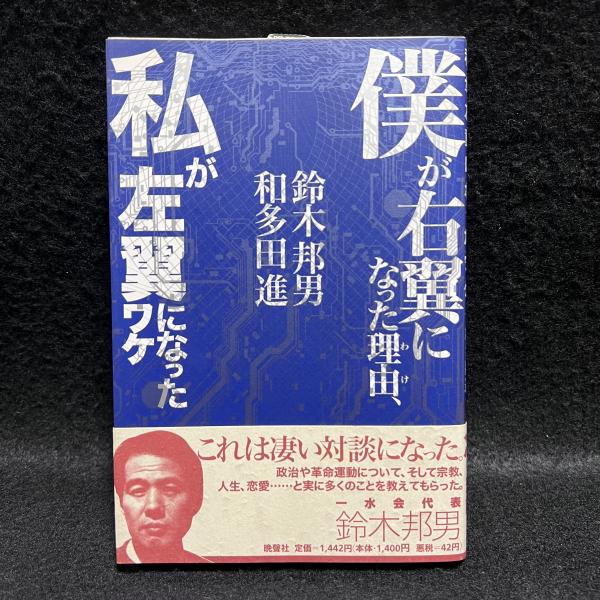 僕が右翼に
なった理由、
わけ
鈴木邦男
和多田進
私が左翼になった
ワケ
これは凄い対談になった。
政治や革命運動について、そして宗教、
人生、恋愛……と実に多くのことを教えてもらった。
一水会代表
鈴木邦男
晩聲社 定価=1,442円(本体・1,400円 悪税=42円)